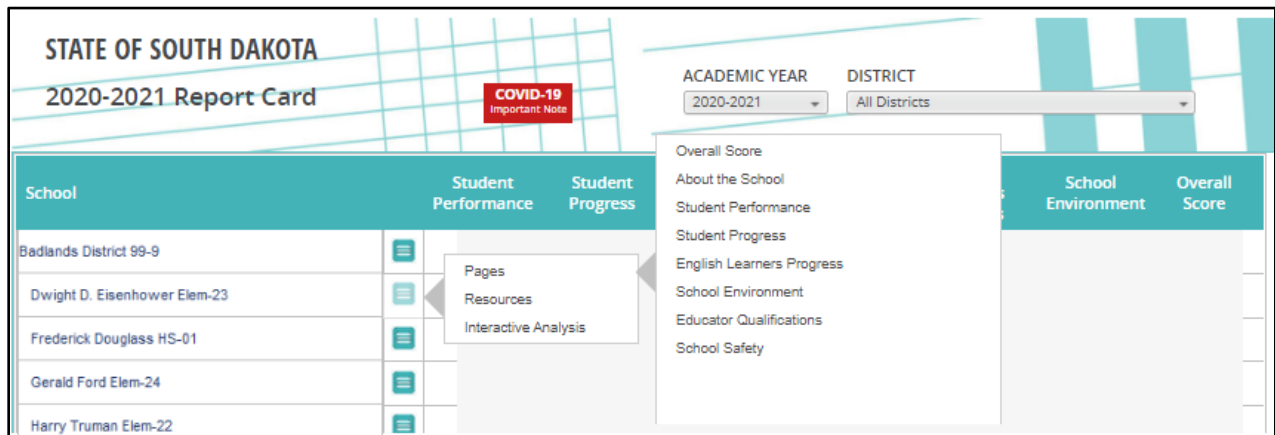 STATE OF SOUTH DAKOTA
2020-2021 Report Card
COVID-19
Important Note
ACADEMIC YEAR
DISTRICT
2020-2021
All Districts
School
Student
Performance
Student
Progress
School
Environment
Overall
Score
Badlands District 99-9
Dwight D. Eisenhower Elem-23
Frederick Douglass HS-01
Gerald Ford Elem-24
Harry Truman Elem-22
Pages
Resources
Interactive Analysis
Overall Score
About the School
Student Performance
Student Progress
English Learners Progress
School Environment
Educator Qualifications
School Safety